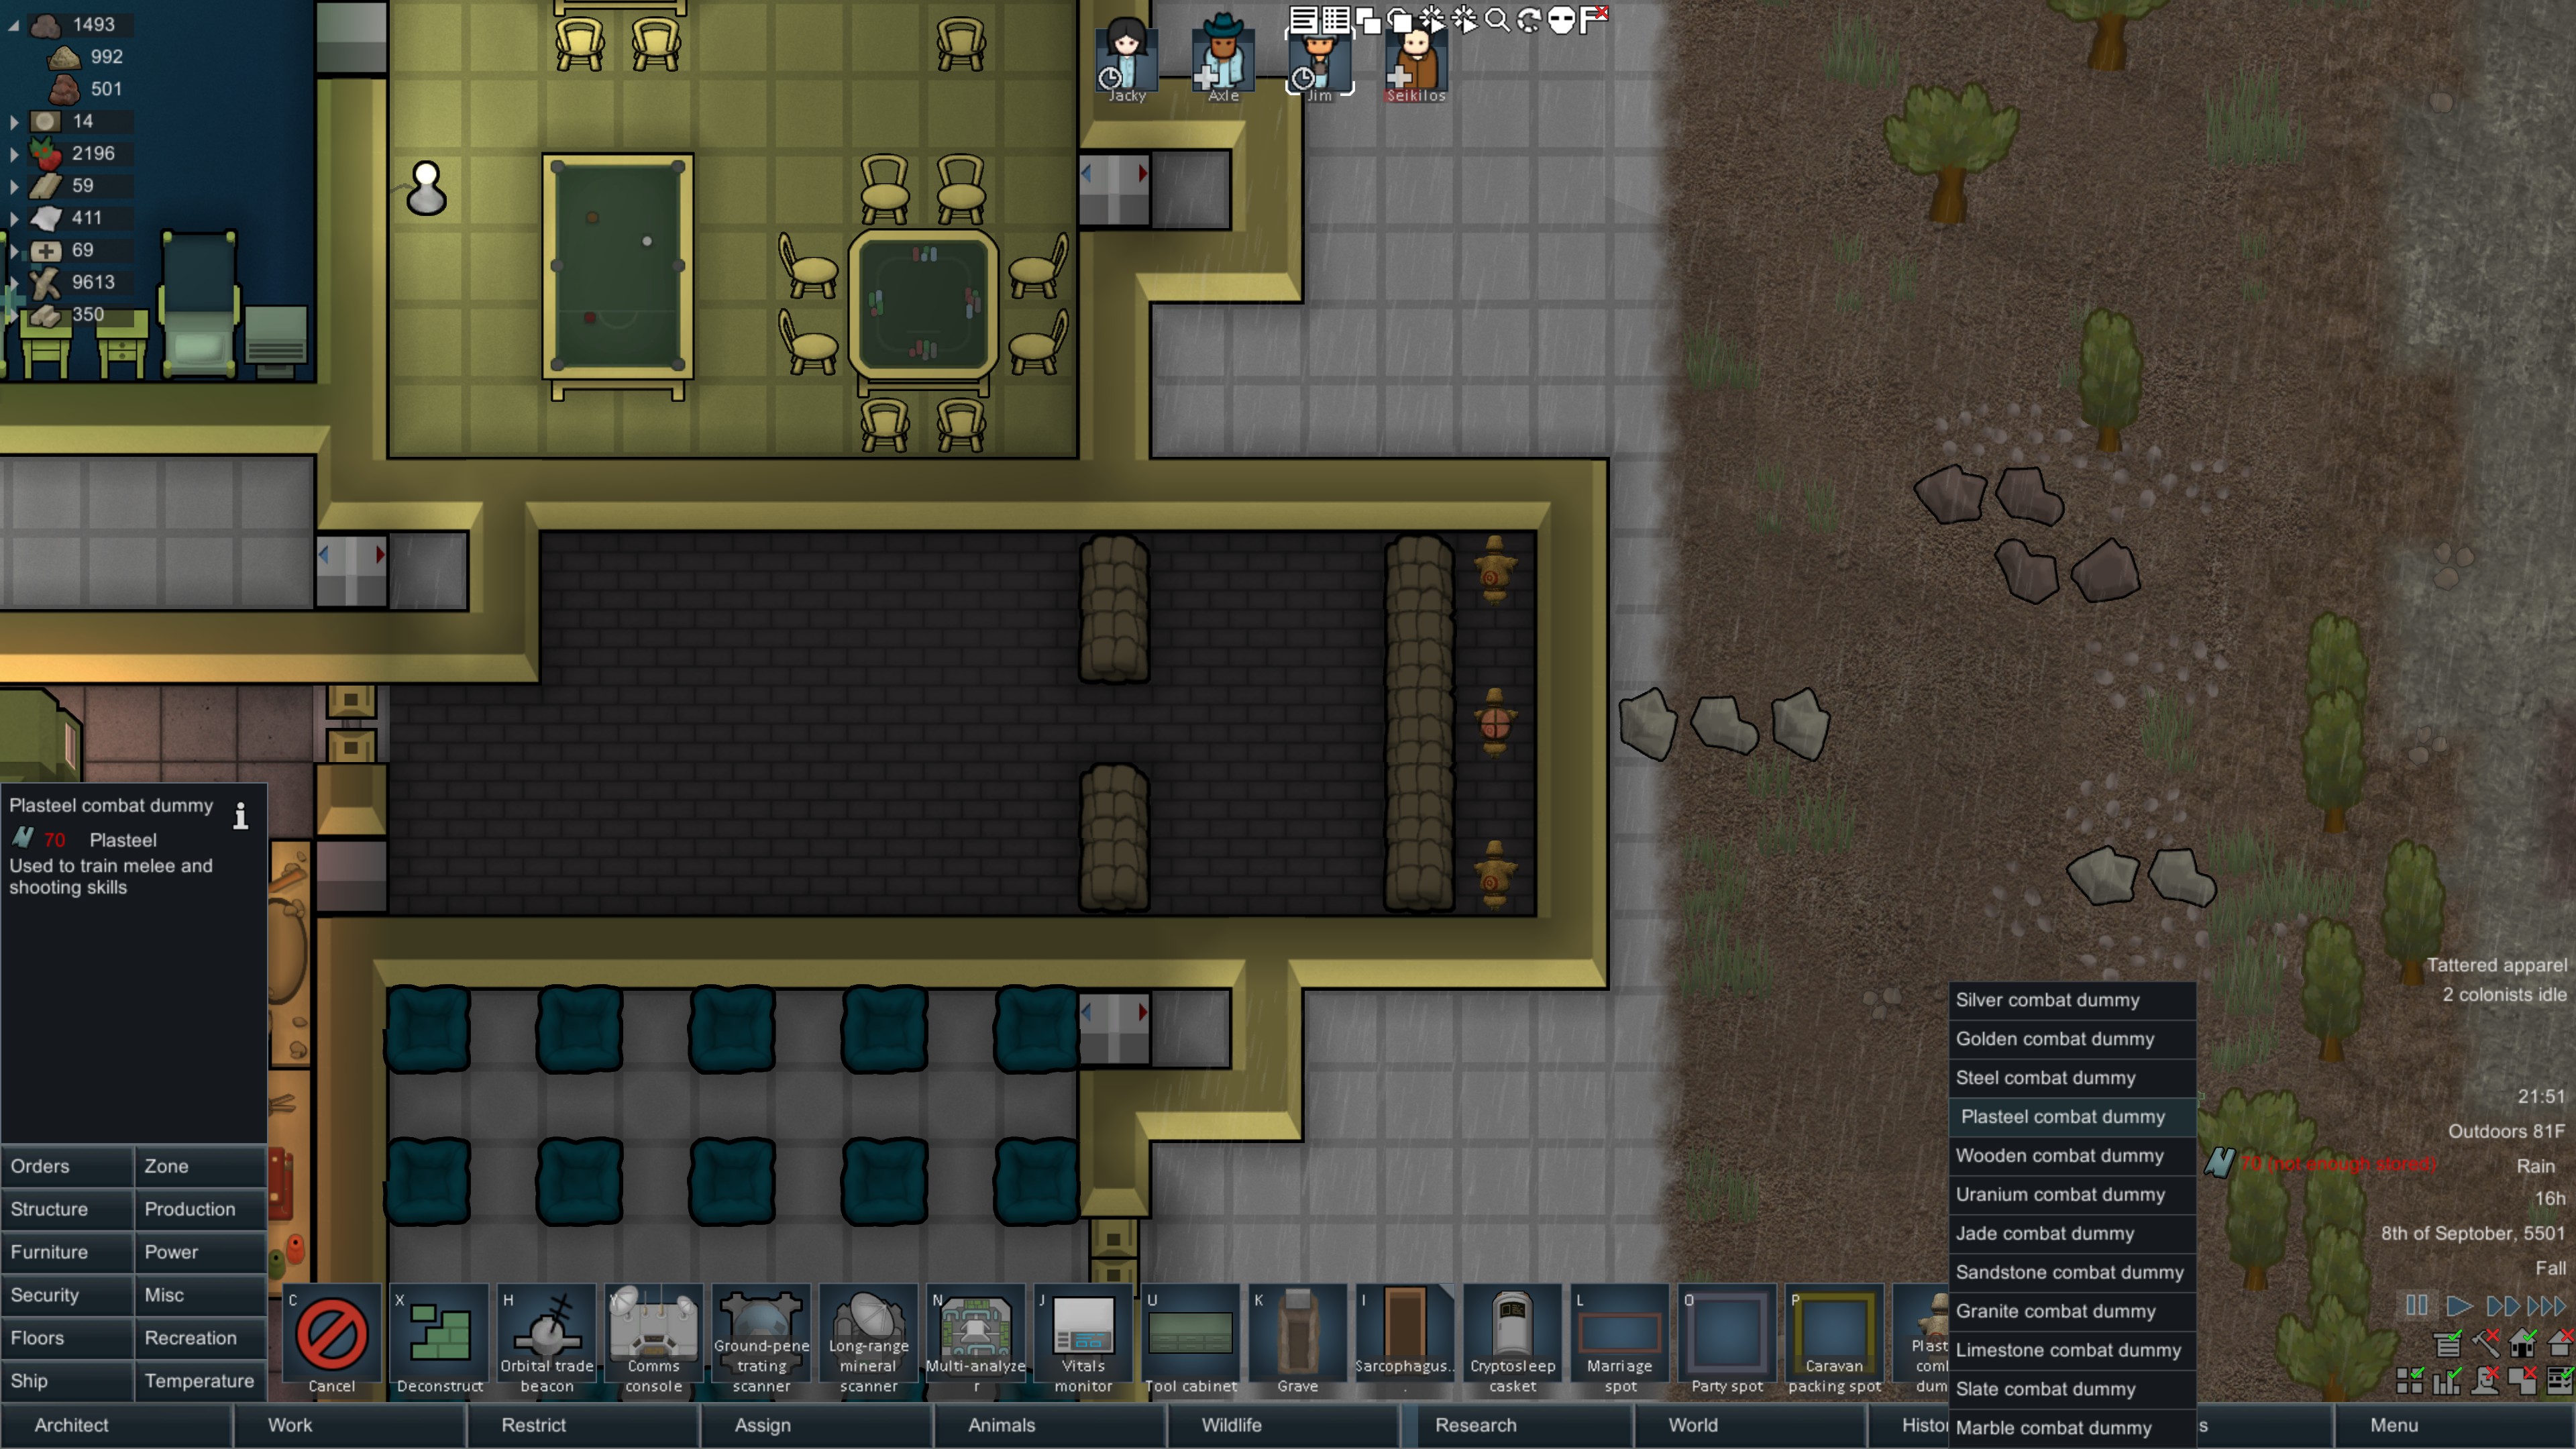 1493
992
501
14
2196
59
411
69
9613
350
Jacky
Axle
Jim
Seikilos
Plasteel combat dummy
70 Plasteel
Used to train melee and
shooting skills
Tattered apparel
2 colonists idle
21:51
Outdoors 81F
Rain
16h
8th of Septober, 5501
Fall
Silver combat dummy
Golden combat dummy
Steel combat dummy
Plasteel combat dummy
70 (not enough stored)
Wooden combat dummy
Uranium combat dummy
Jade combat dummy
Sandstone combat dummy
Granite combat dummy
Limestone combat dummy
Slate combat dummy
Marble combat dummy
Orders Zone
Structure Production
Furniture Power
Security Misc
Floors Recreation
Ship Temperature
C
Cancel
X
Deconstruct
H
Orbital trade
beacon
Comms
console
Ground-pene
trating
scanner
Long-range
mineral
scanner
N
Multi-analyze
r
J
Vitals
monitor
U
Tool cabinet
K
Grave
I
Sarcophagus..
.
Cryptosleep
casket
L
Marriage
spot
O
Party spot
P
Caravan
packing spot
Plast
com
dum
Architect Work Restrict Assign Animals Wildlife Research World Histo s Menu